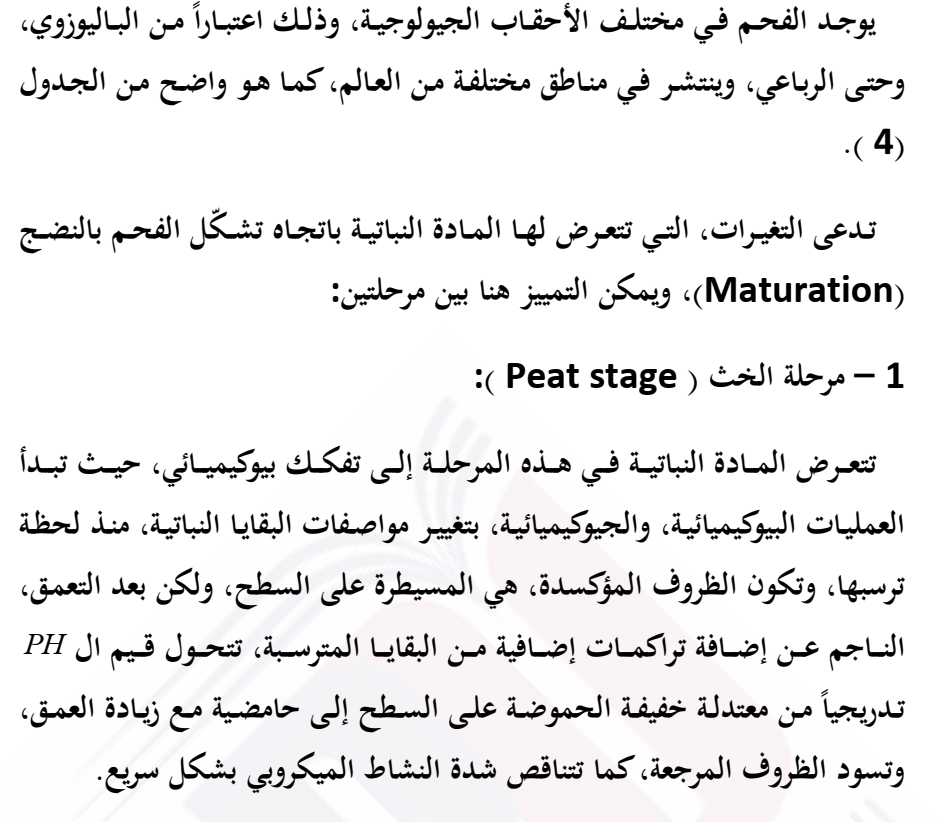 يوجد الفحم في مختلف الأحقاب الجيولوجية، وذلك اعتباراً من الباليوزوي،
وحتى الرباعي، وينتشر في مناطق مختلفة من العالم، كما هو واضح من الجدول
( 4 ).
تدعى التغيرات، التي تتعرض لها المادة النباتية باتجاه تشكّل الفحم بالنضج
(Maturation)، ويمكن التمييز هنا بين مرحلتين:
1 – مرحلة الخث ( Peat stage ):
تتعرض المادة النباتية في هذه المرحلة إلى تفكك بيوكيميائي، حيث تبدأ
العمليات البيوكيميائية، والجيوكيميائية، بتغيير مواصفات البقايا النباتية، منذ لحظة
ترسبها، وتكون الظروف المؤكسدة، هي المسيطرة على السطح، ولكن بعد التعمق،
الناجم عن إضافة تراكمات إضافية من البقايا المترسبة، تتحول قيم ال PH
تدريجياً من معتدلة خفيفة الحموضة على السطح إلى حامضية مع زيادة العمق،
وتسود الظروف المرجعة، كما تتناقص شدة النشاط الميكروبي بشكل سريع.